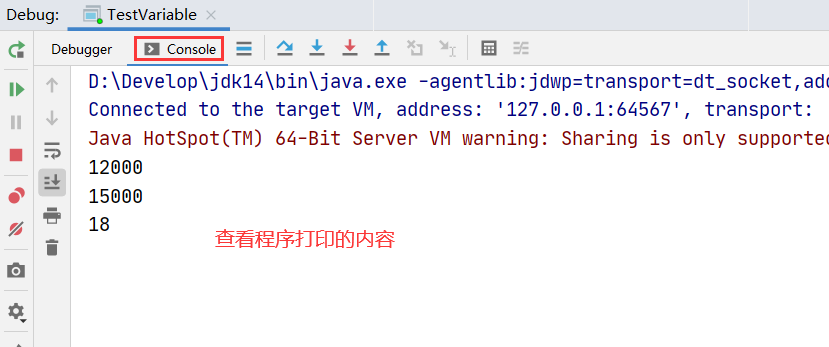 Debug: TestVariable
Debugger Console
D:\Develop\jdk14\bin\java.exe -agentlib:jdwp=transport=dt_socket,add
Connected to the target VM, address: '127.0.0.1:64567', transport:
Java HotSpot(TM) 64-Bit Server VM warning: Sharing is only supported
12000
15000
18
查看程序打印的内容